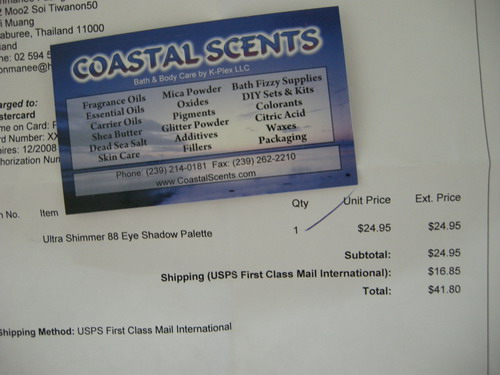 2 Moo2 Soi Tiwanon50
Muang
aburee, Thailand 11000
and
ne: 02 594 5
onmanee@h
COASTAL SCENTS
Bath & Body Care by K-Plex LLC
Fragrance Oils
Essential Oils
Carrier Oils
Shea Butter
Dead Sea Salt
Skin Care
Mica Powder
Oxides
Pigments
Glitter Powder
Additives
Fillers
Bath Fizzy Supplies
DIY Sets & Kits
Colorants
Citric Acid
Waxes
Packaging
Phone: (239) 214-0181 Fax: (239) 262-2210
www.CoastalScents.com
arged to:
stercard
me on Card: F
rd Number: XX
pires: 12/2008
horization Num
No. Item Qty Unit Price Ext. Price
Ultra Shimmer 88 Eye Shadow Palette 1 $24.95 $24.95
Subtotal: $24.95
Shipping (USPS First Class Mail International): $16.85
Total: $41.80
Shipping Method: USPS First Class Mail International